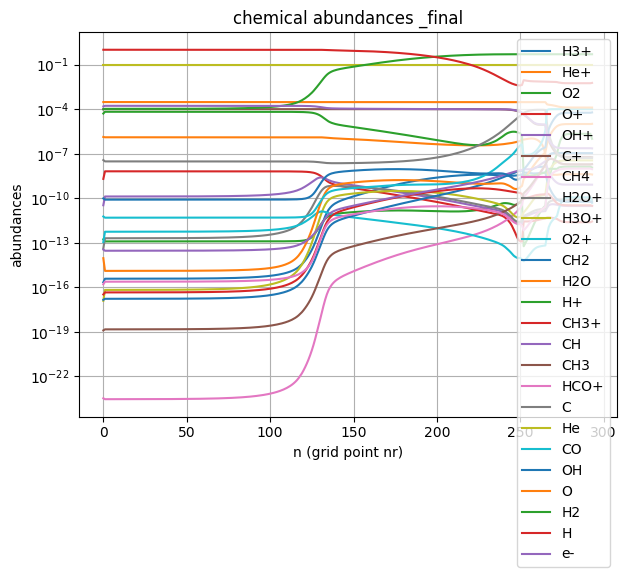 chemical abundances _final
abundances
10⁻¹
10⁻⁴
10⁻⁷
10⁻¹⁰
10⁻¹³
10⁻¹⁶
10⁻¹⁹
10⁻²²
0 50 100 150 200 250 300
n (grid point nr)
H3+
He+
O2
O+
OH+
C+
CH4
H2O+
H3O+
O2+
CH2
H2O
H+
CH3+
CH
CH3
HCO+
C
He
CO
OH
O
H2
H
e-